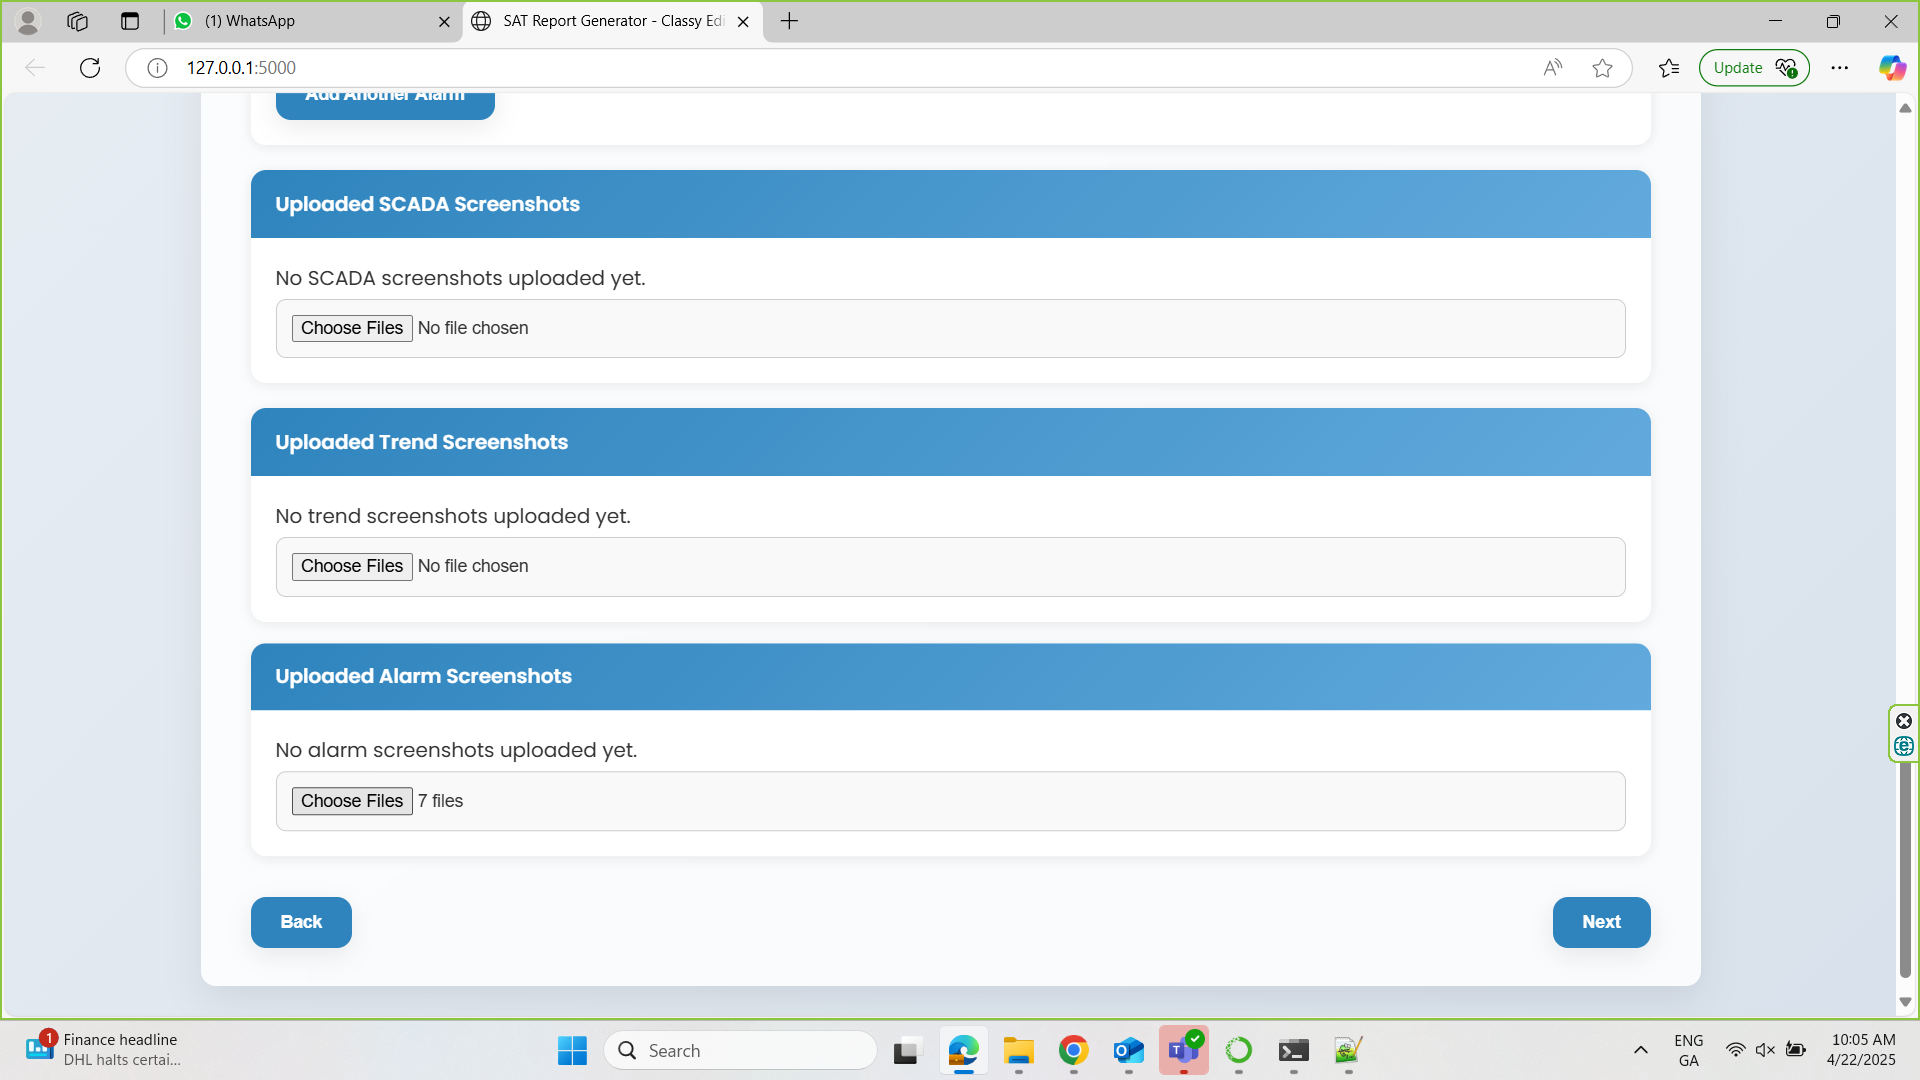 (1) WhatsApp
SAT Report Generator - Classy Edi
127.0.0.1:5000
Update
Add Another Alarm
Uploaded SCADA Screenshots
No SCADA screenshots uploaded yet.
Choose Files No file chosen
Uploaded Trend Screenshots
No trend screenshots uploaded yet.
Choose Files No file chosen
Uploaded Alarm Screenshots
No alarm screenshots uploaded yet.
Choose Files 7 files
Back
Next
1
Finance headline
DHL halts certai...
Search
ENG
GA
10:05 AM
4/22/2025